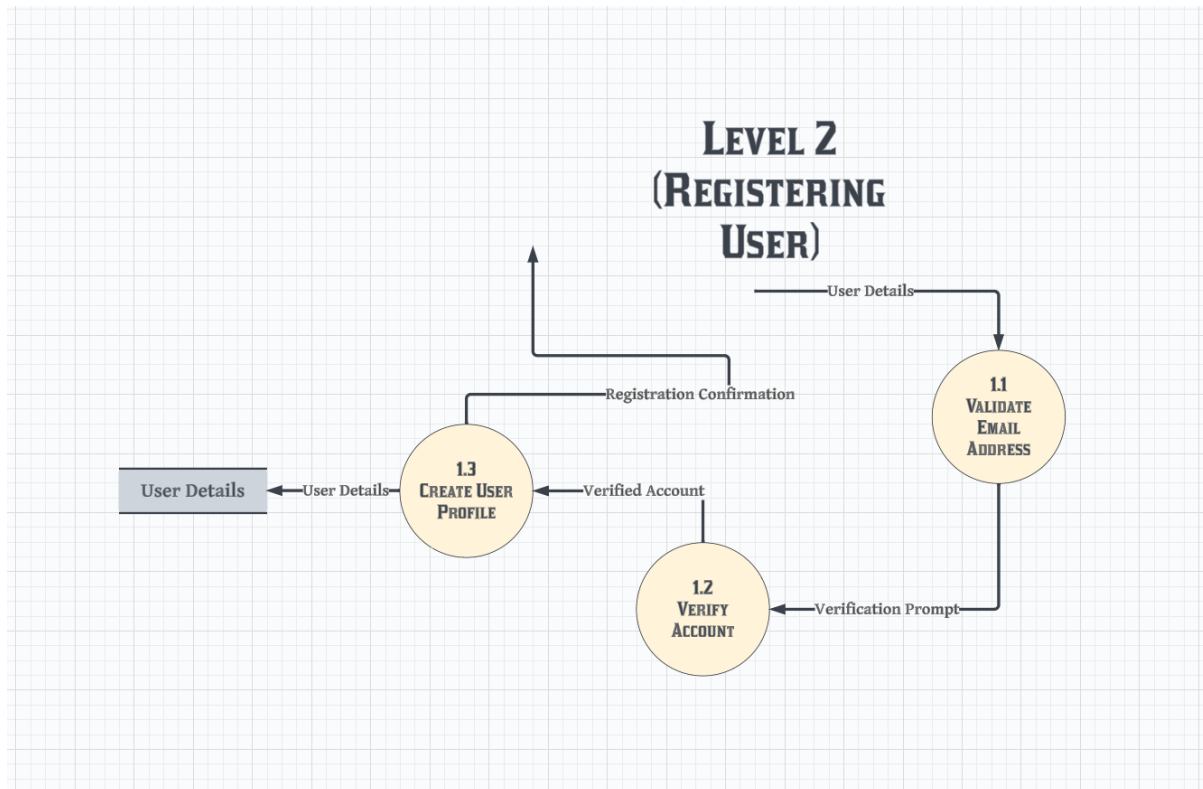 Level 2
(Registering
User)
User Details
1.1
Validate
Email
Address
Registration Confirmation
1.3
Create User
Profile
User Details
User Details
Verified Account
1.2
Verify
Account
Verification Prompt